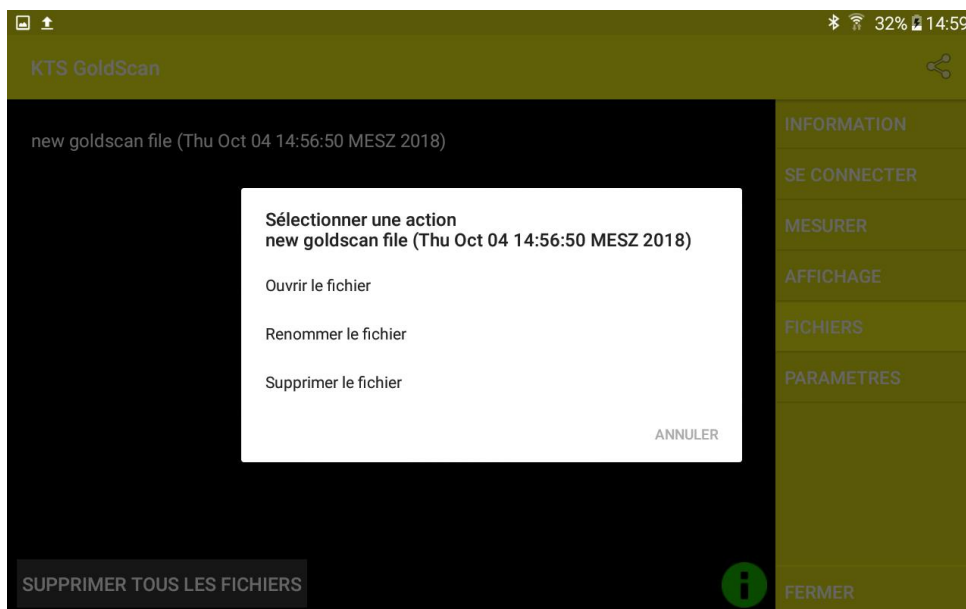 32% 14:59
KTS GoldScan
new goldscan file (Thu Oct 04 14:56:50 MESZ 2018)
Sélectionner une action
new goldscan file (Thu Oct 04 14:56:50 MESZ 2018)
Ouvrir le fichier
Renommer le fichier
Supprimer le fichier
ANNULER
SUPPRIMER TOUS LES FICHIERS
INFORMATION
SE CONNECTER
MESURER
AFFICHAGE
FICHIERS
PARAMETRES
FERMER